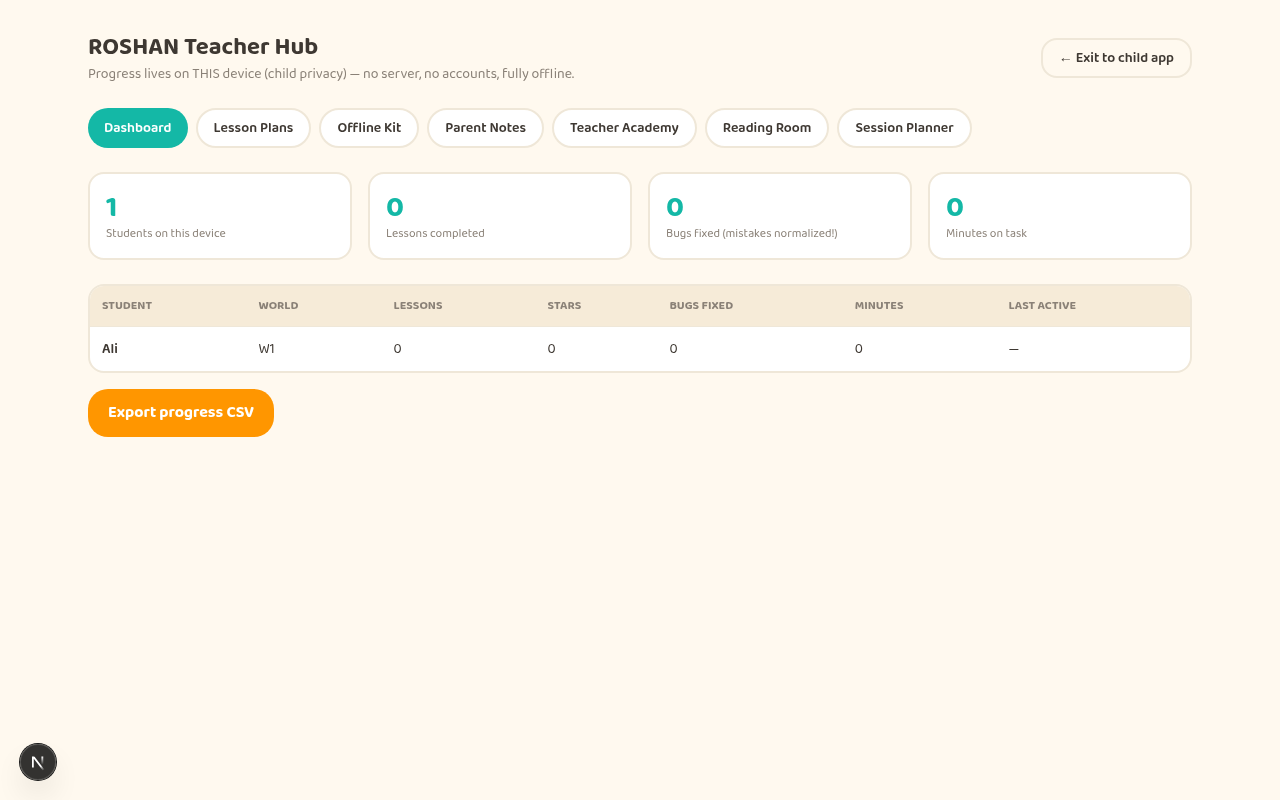 ROSHAN Teacher Hub
Progress lives on THIS device (child privacy) — no server, no accounts, fully offline.
← Exit to child app
Dashboard
Lesson Plans
Offline Kit
Parent Notes
Teacher Academy
Reading Room
Session Planner
1
Students on this device
0
Lessons completed
0
Bugs fixed (mistakes normalized!)
0
Minutes on task
STUDENT WORLD LESSONS STARS BUGS FIXED MINUTES LAST ACTIVE
Ali W1 0 0 0 0 —
Export progress CSV
N